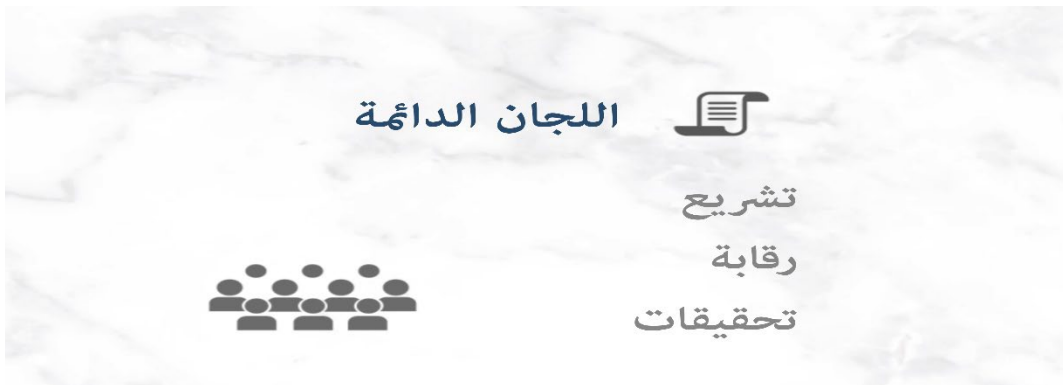 اللجان الدائمة
تشريع
رقابة
تحقيقات